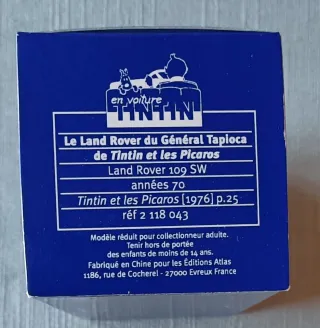 en voiture
TINTIN
Le Land Rover du Général Tapioca
de Tintin et les Picaros
Land Rover 109 SW
années 70
Tintin et les Picaros [1976] p.25
réf 2 118 043
Modèle réduit pour collectionneur adulte.
Tenir hors de portée
des enfants de moins de 14 ans.
Fabriqué en Chine pour les Éditions Atlas
1186, rue de Cocherel - 27000 Evreux France